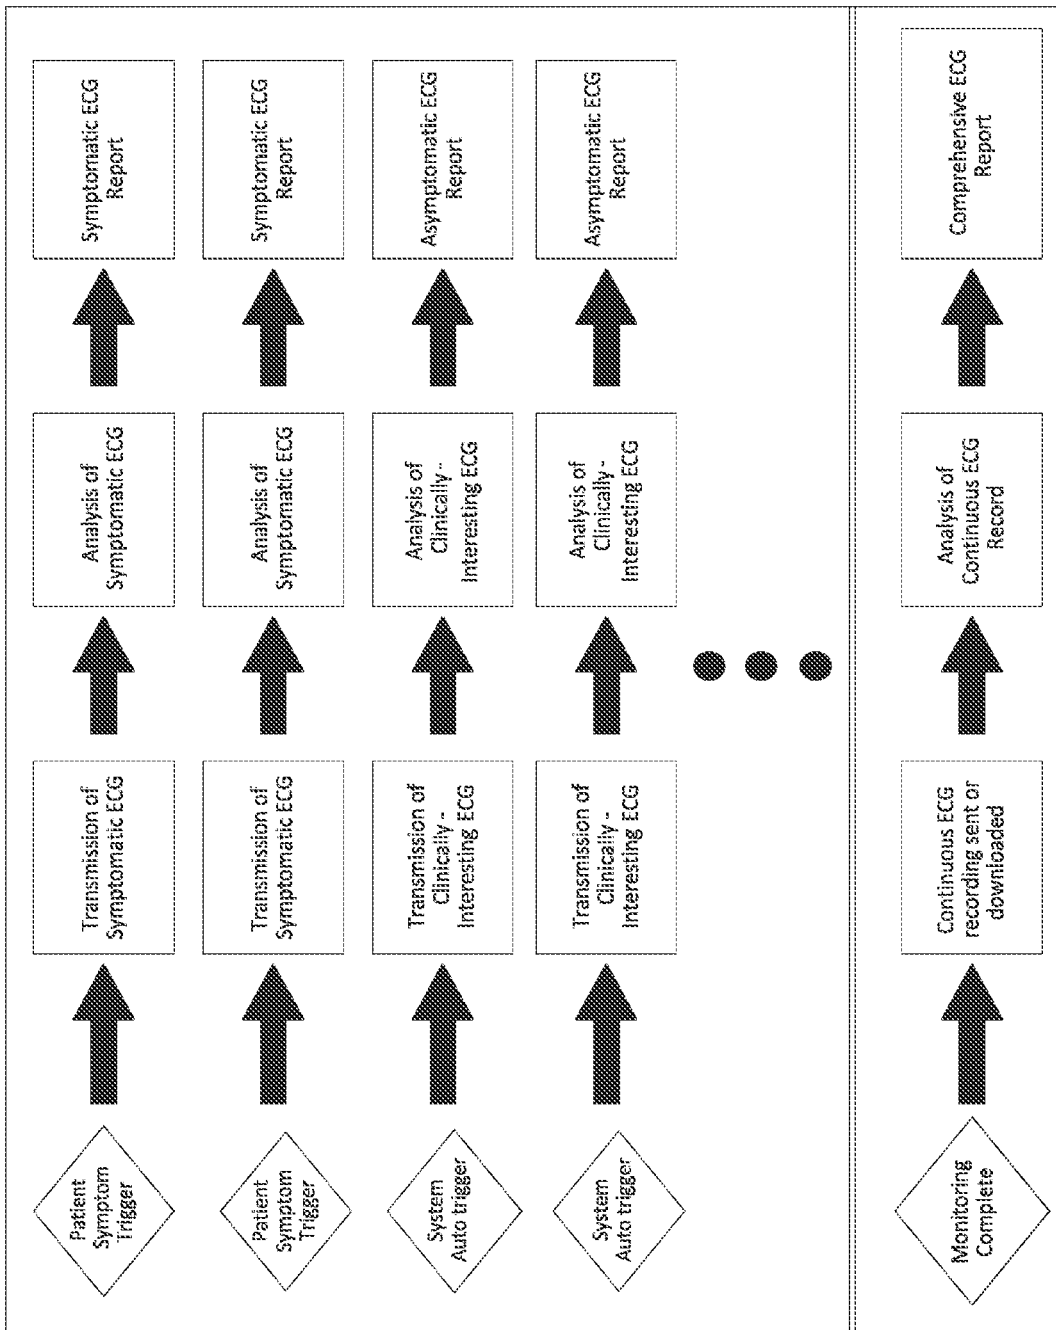 Patient
Symptom
Trigger
Transmission of
Symptomatic ECG
Analysis of
Symptomatic ECG
Symptomatic ECG
Report
Patient
Symptom
Trigger
Transmission of
Symptomatic ECG
Analysis of
Symptomatic ECG
Symptomatic ECG
Report
System
Auto trigger
Transmission of
Clinically -
Interesting ECG
Analysis of
Clinically -
Interesting ECG
Asymptomatic ECG
Report
System
Auto trigger
Transmission of
Clinically -
Interesting ECG
Analysis of
Clinically -
Interesting ECG
Asymptomatic ECG
Report
Monitoring
Complete
Continuous ECG
recording sent or
downloaded
Analysis of
Continuous ECG
Record
Comprehensive ECG
Report